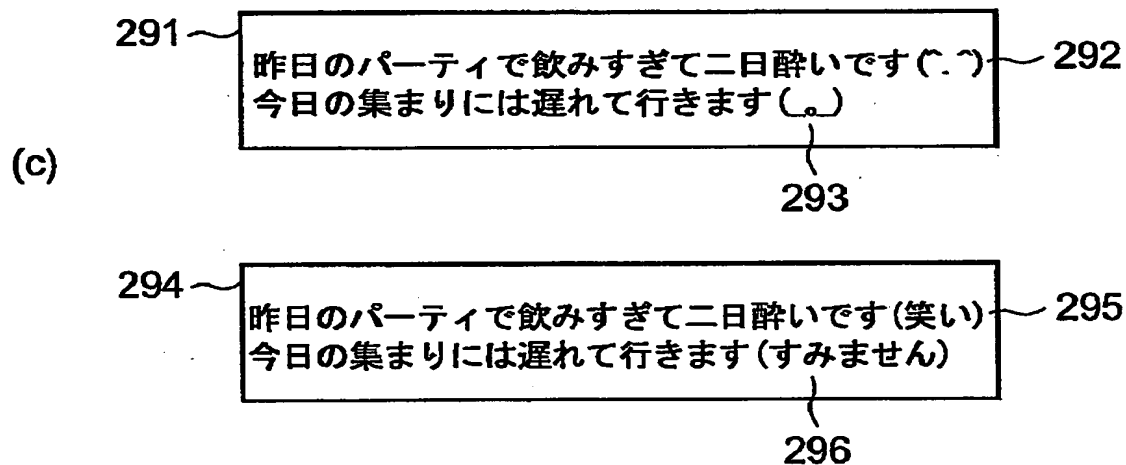 291
昨日のパーティで飲みすぎて二日酔いです(^.^)
292
今日の集まりには遅れて行きます(_。_)
(c)
293
294
昨日のパーティで飲みすぎて二日酔いです(笑い)
295
今日の集まりには遅れて行きます(すみません)
296